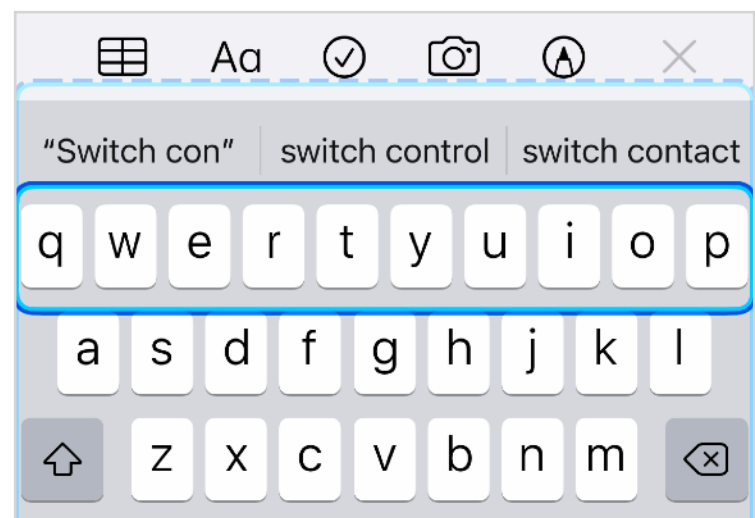 Aa
“Switch con” switch control switch contact
q w e r t y u i o p
a s d f g h j k l
z x c v b n m